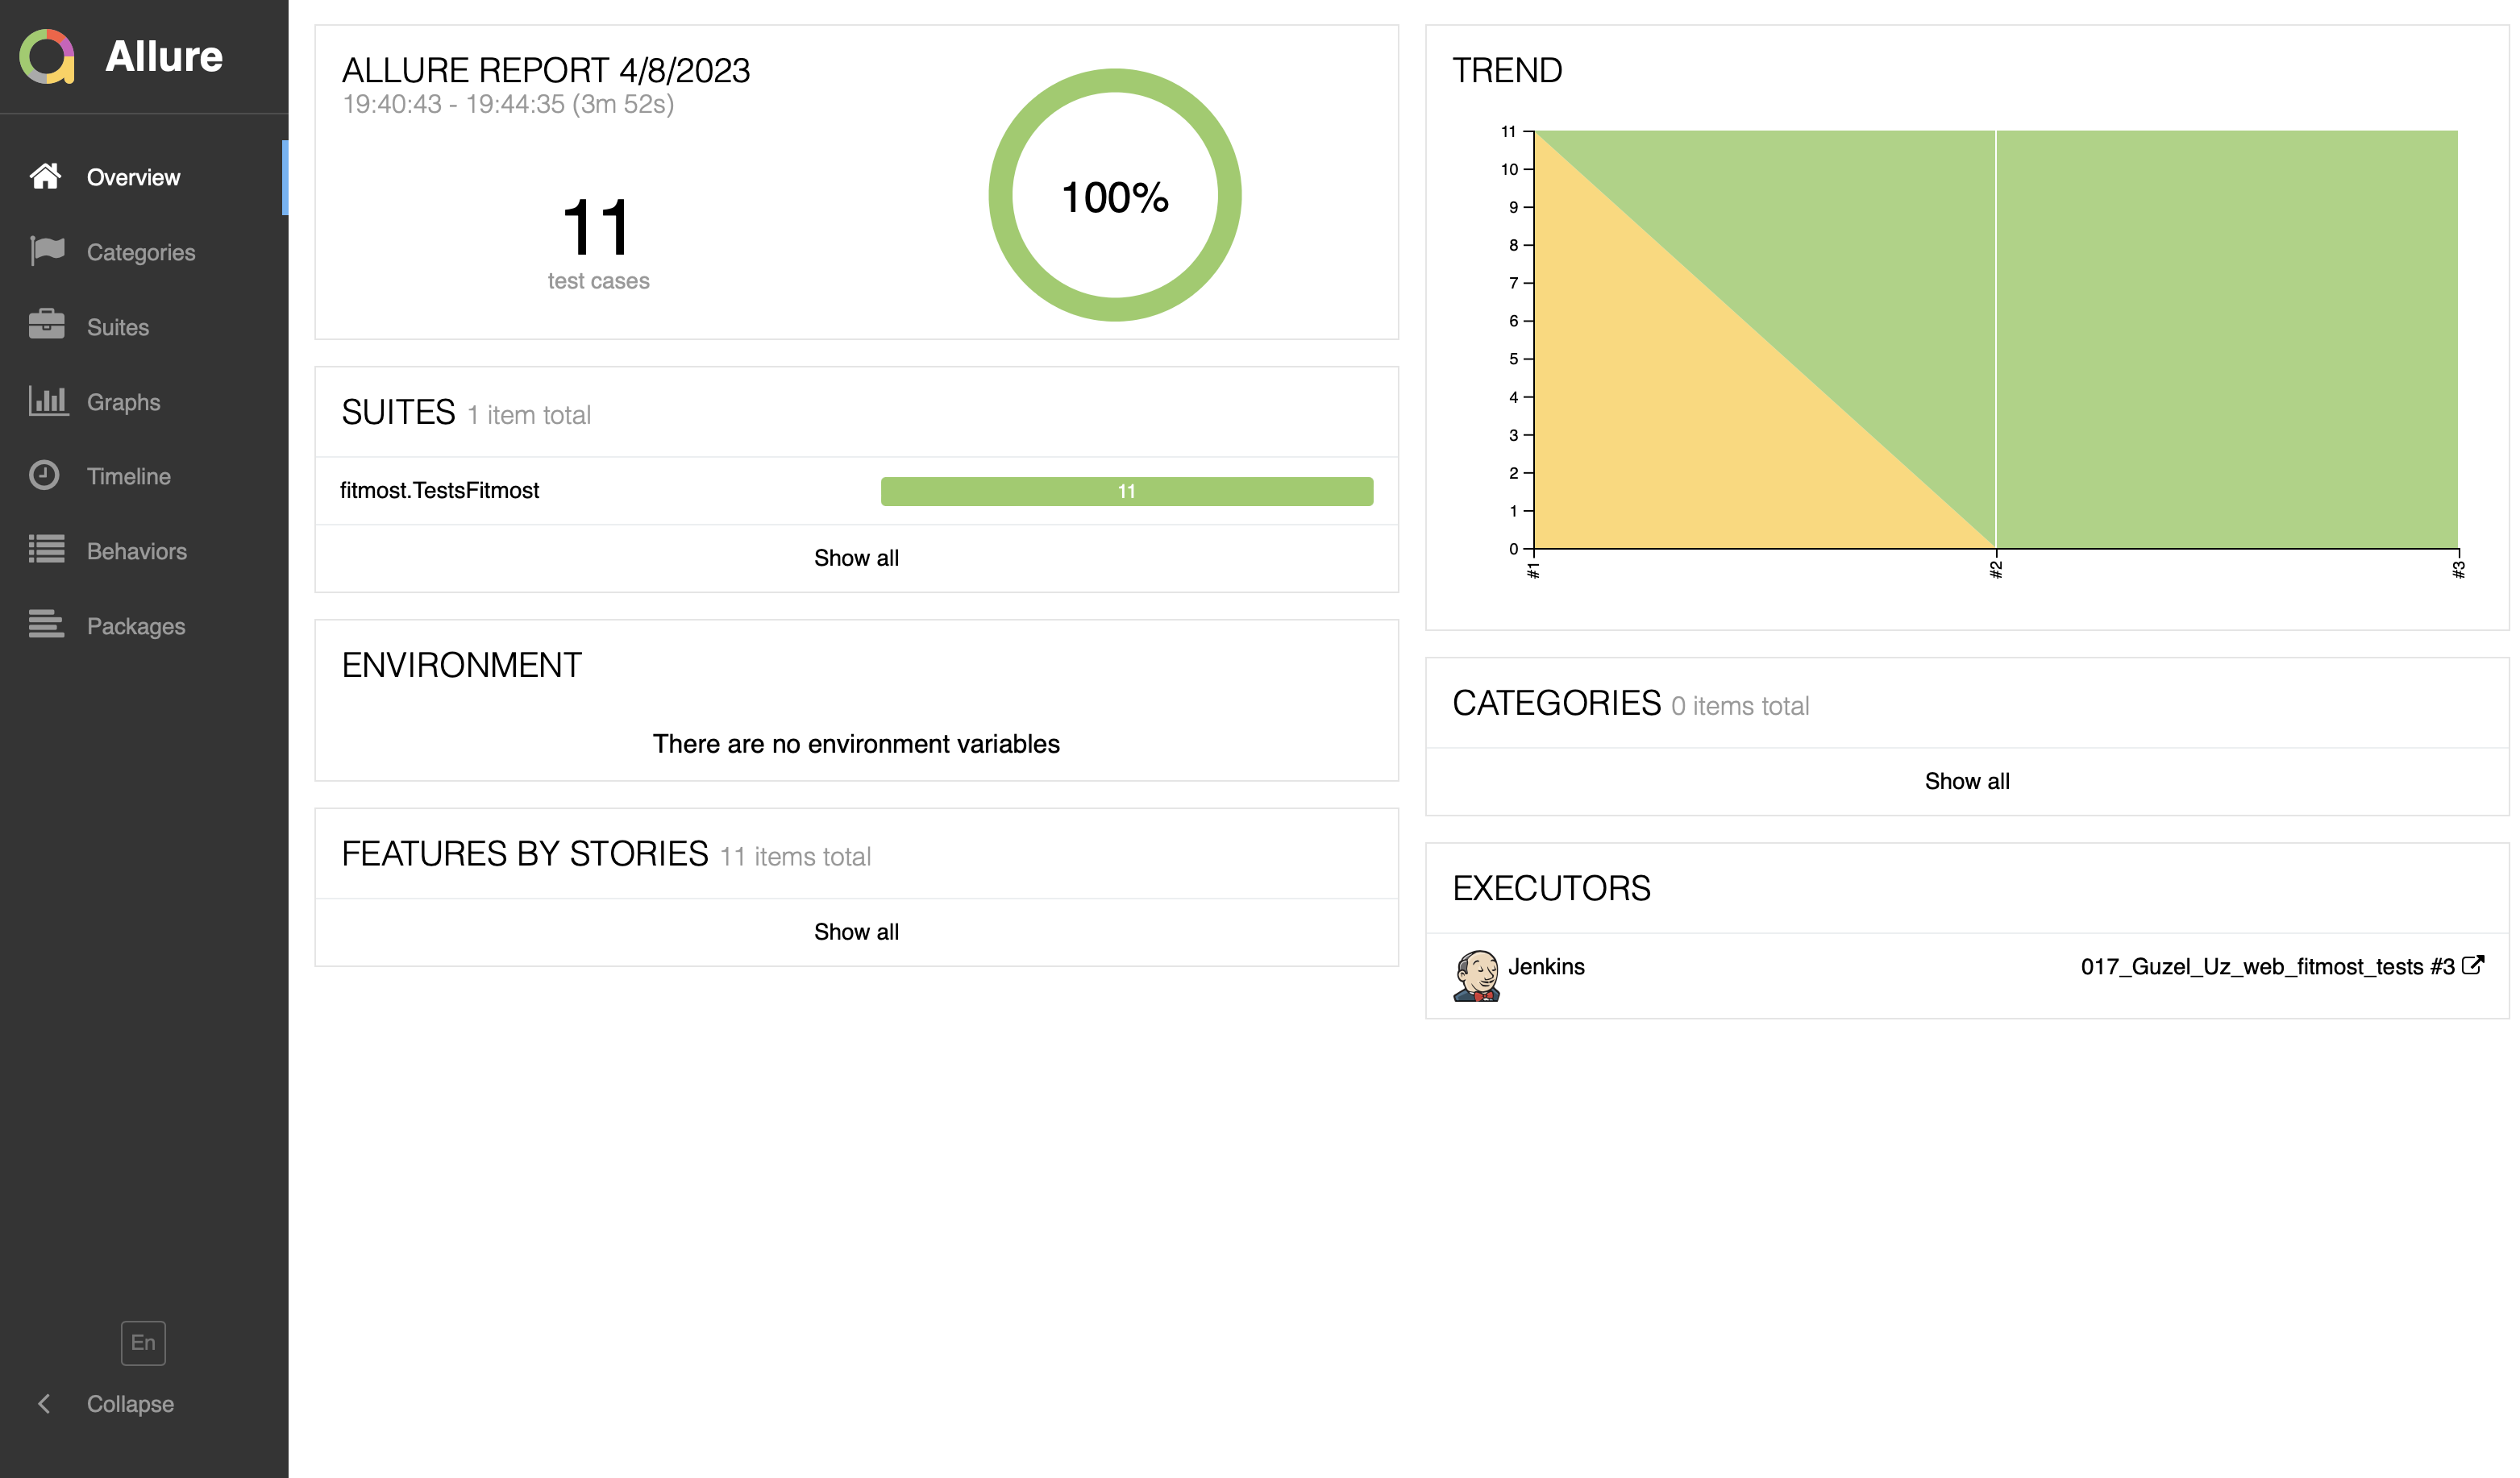 Allure
Overview
Categories
Suites
Graphs
Timeline
Behaviors
Packages
En
Collapse
ALLURE REPORT 4/8/2023
19:40:43 - 19:44:35 (3m 52s)
11
test cases
100%
SUITES 1 item total
fitmost.TestsFitmost 11
Show all
ENVIRONMENT
There are no environment variables
FEATURES BY STORIES 11 items total
Show all
TREND
11
10
9
8
7
6
5
4
3
2
1
0
#1 #2 #3
CATEGORIES 0 items total
Show all
EXECUTORS
Jenkins 017_Guzel_Uz_web_fitmost_tests #3